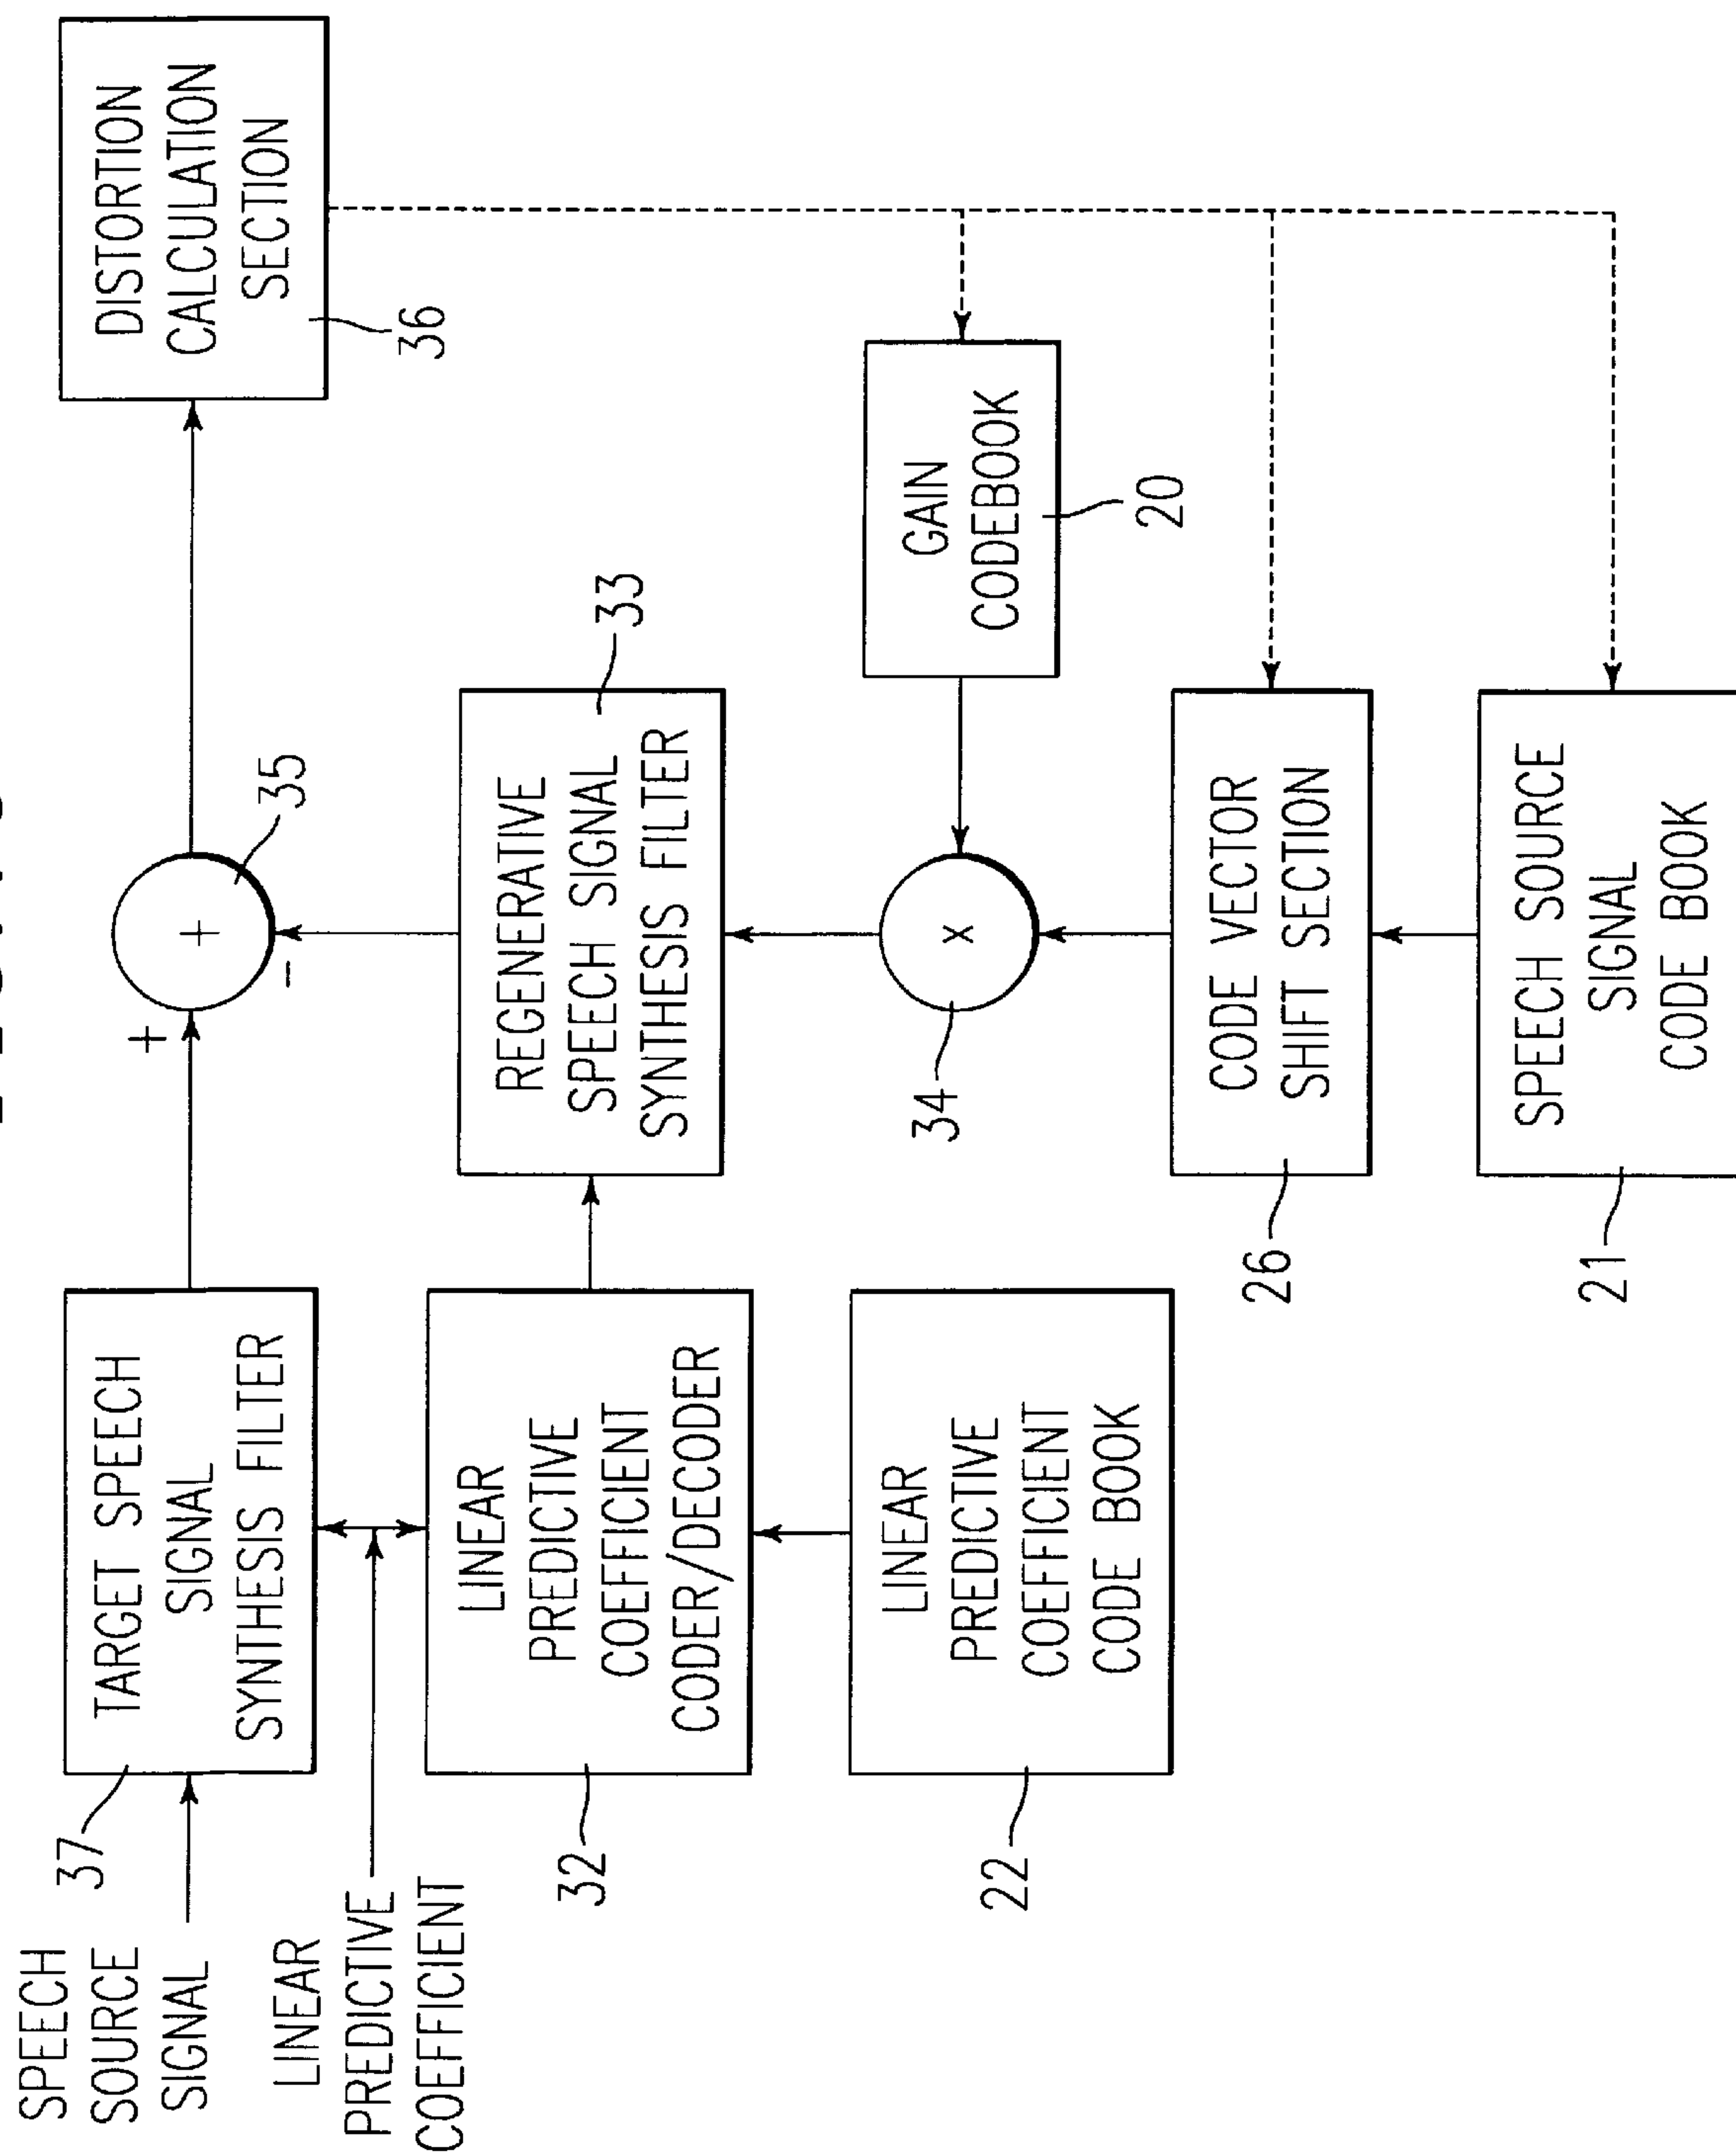 SPEECH
SOURCE
SIGNAL
LINEAR
PREDICTIVE
COEFFICIENT
37
TARGET SPEECH
SIGNAL
SYNTHESIS FILTER
+
-
+
35
DISTORTION
CALCULATION
SECTION
36
32
LINEAR
PREDICTIVE
COEFFICIENT
CODER/DECODER
REGENERATIVE
SPEECH SIGNAL
SYNTHESIS FILTER
33
22
LINEAR
PREDICTIVE
COEFFICIENT
CODE BOOK
34
x
GAIN
CODEBOOK
20
26
CODE VECTOR
SHIFT SECTION
21
SPEECH SOURCE
SIGNAL
CODE BOOK